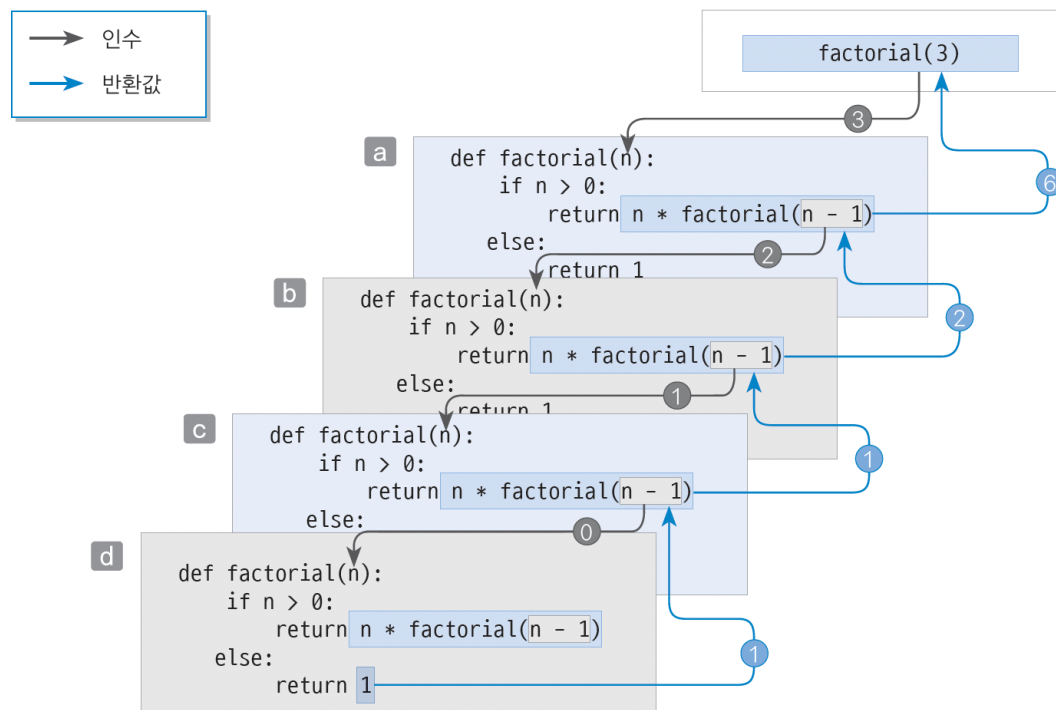 인수
반환값
factorial(3)
3
a
def factorial(n):
if n > 0:
return n * factorial(n - 1)
6
else:
2
return 1
b
def factorial(n):
if n > 0:
2
return n * factorial(n - 1)
else:
1
return 1
c
def factorial(n):
if n > 0:
1
return n * factorial(n - 1)
else:
0
d
def factorial(n):
if n > 0:
return n * factorial(n - 1)
1
else:
return 1